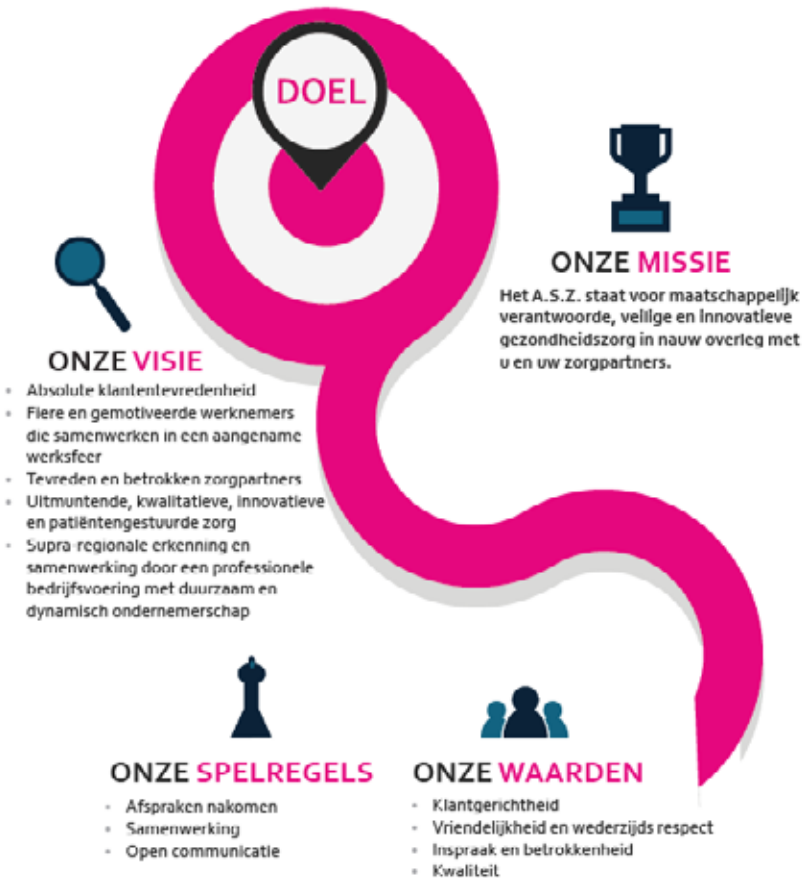 DOEL
ONZE MISSIE
Het A.S.Z. staat voor maatschappelijk
verantwoorde, veilige en innovatieve
gezondheidszorg in nauw overleg met
u en uw zorgpartners.
ONZE VISIE
- Absolute klantentevredenheid
- Fiere en gemotiveerde werknemers
die samenwerken in een aangename
werksfeer
- Tevreden en betrokken zorgpartners
- Uitmuntende, kwalitatieve, innovatieve
en patiëntengestuurde zorg
- Supra-regionale erkenning en
samenwerking door een professionele
bedrijfsvoering met duurzaam en
dynamisch ondernemerschap
ONZE SPELREGELS
- Afspraken nakomen
- Samenwerking
- Open communicatie
ONZE WAARDEN
- Klantgerichtheid
- Vriendelijkheid en wederzijds respect
- Inspraak en betrokkenheid
- Kwaliteit